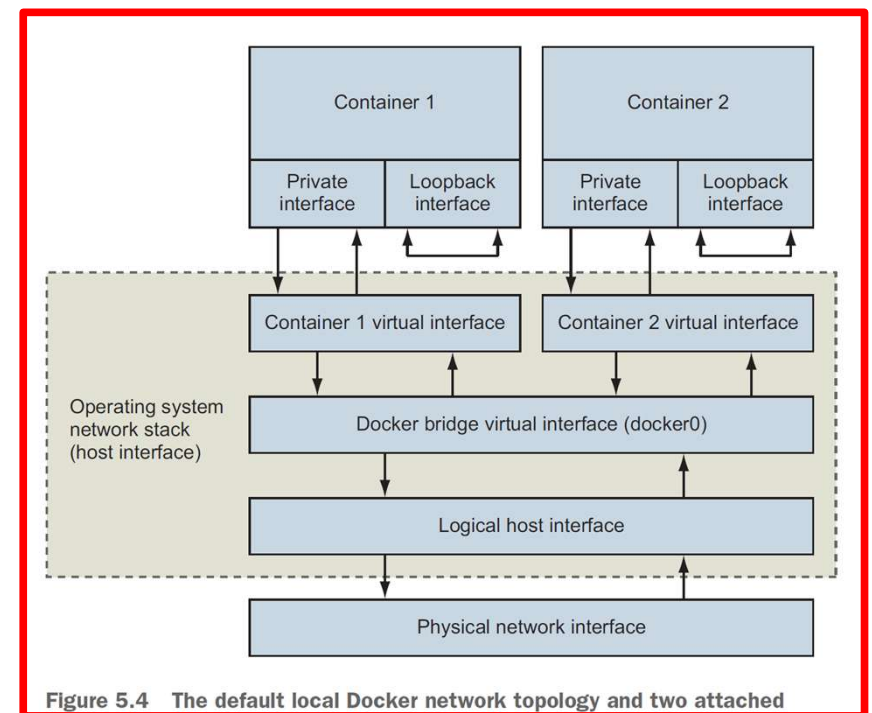 Container 1
Container 2
Private
interface
Loopback
interface
Private
interface
Loopback
interface
Container 1 virtual interface
Container 2 virtual interface
Operating system
network stack
(host interface)
Docker bridge virtual interface (docker0)
Logical host interface
Physical network interface
Figure 5.4 The default local Docker network topology and two attached